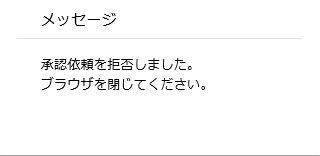 メッセージ
承認依頼を拒否しました。
ブラウザを閉じてください。